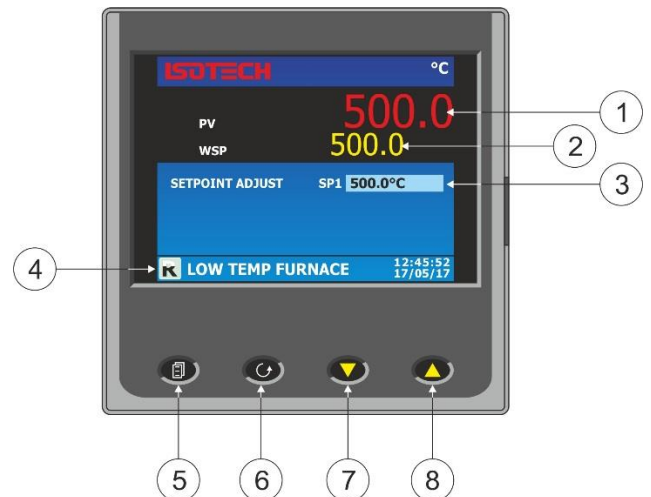 ISOTECH °C
PV 500.0
WSP 500.0
SETPOINT ADJUST SP1 500.0°C
R LOW TEMP FURNACE 12:45:52
17/05/17
1
2
3
4
5
6
7
8